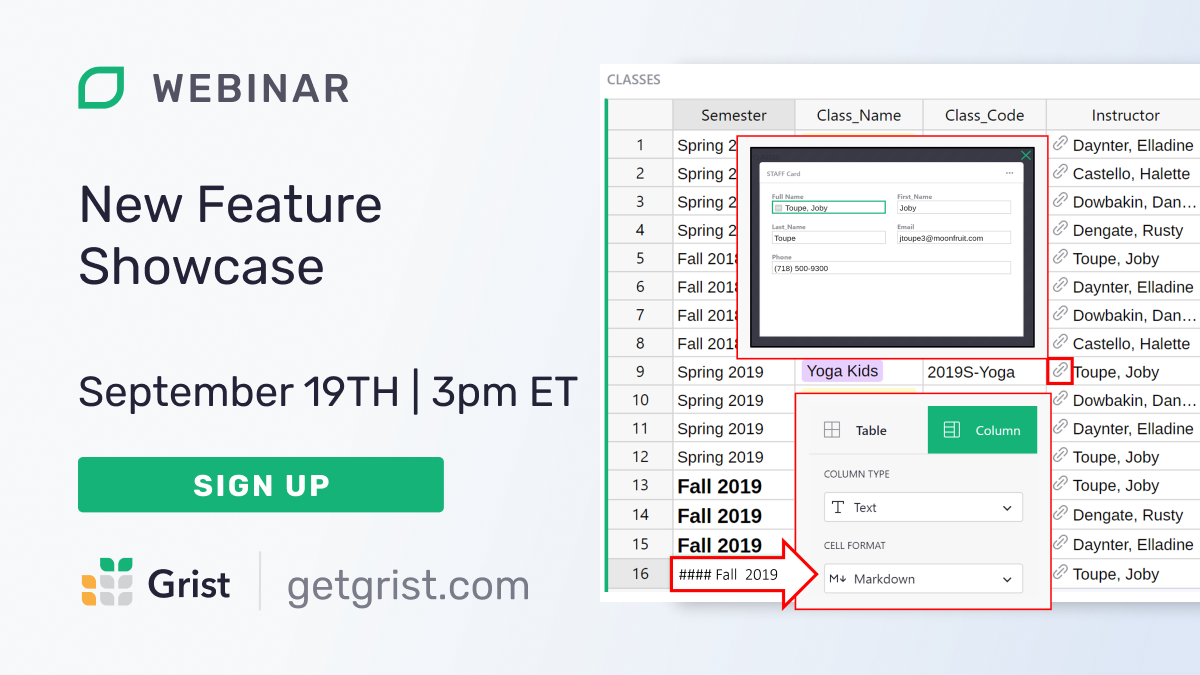 WEBINAR
New Feature
Showcase
September 19TH | 3pm ET
SIGN UP
Grist
getgrist.com
CLASSES
Semester Class_Name Class_Code Instructor
1 Spring 2 Daynter, Elladine
2 Spring 2 Castello, Halette
3 Spring 2 Dowbakin, Dan...
4 Spring 2 Dengate, Rusty
5 Fall 201 Toupe, Joby
6 Fall 2018 Daynter, Elladine
7 Fall 2018 Dowbakin, Dan...
8 Fall 201 Castello, Halette
9 Spring 2019 Yoga Kids 2019S-Yoga Toupe, Joby
10 Spring 2019 Dowbakin, Dan...
11 Spring 2019 Daynter, Elladine
12 Spring 2019 Toupe, Joby
13 Fall 2019 Toupe, Joby
14 Fall 2019 Dengate, Rusty
15 Fall 2019 Daynter, Elladine
16 #### Fall 2019 Toupe, Joby
STAFF Card
Full Name First_Name
Toupe, Joby Joby
Last_Name Email
Toupe jtoupe3@moonfruit.com
Phone
(718) 500-9300
Table Column
COLUMN TYPE
Text
CELL FORMAT
Markdown